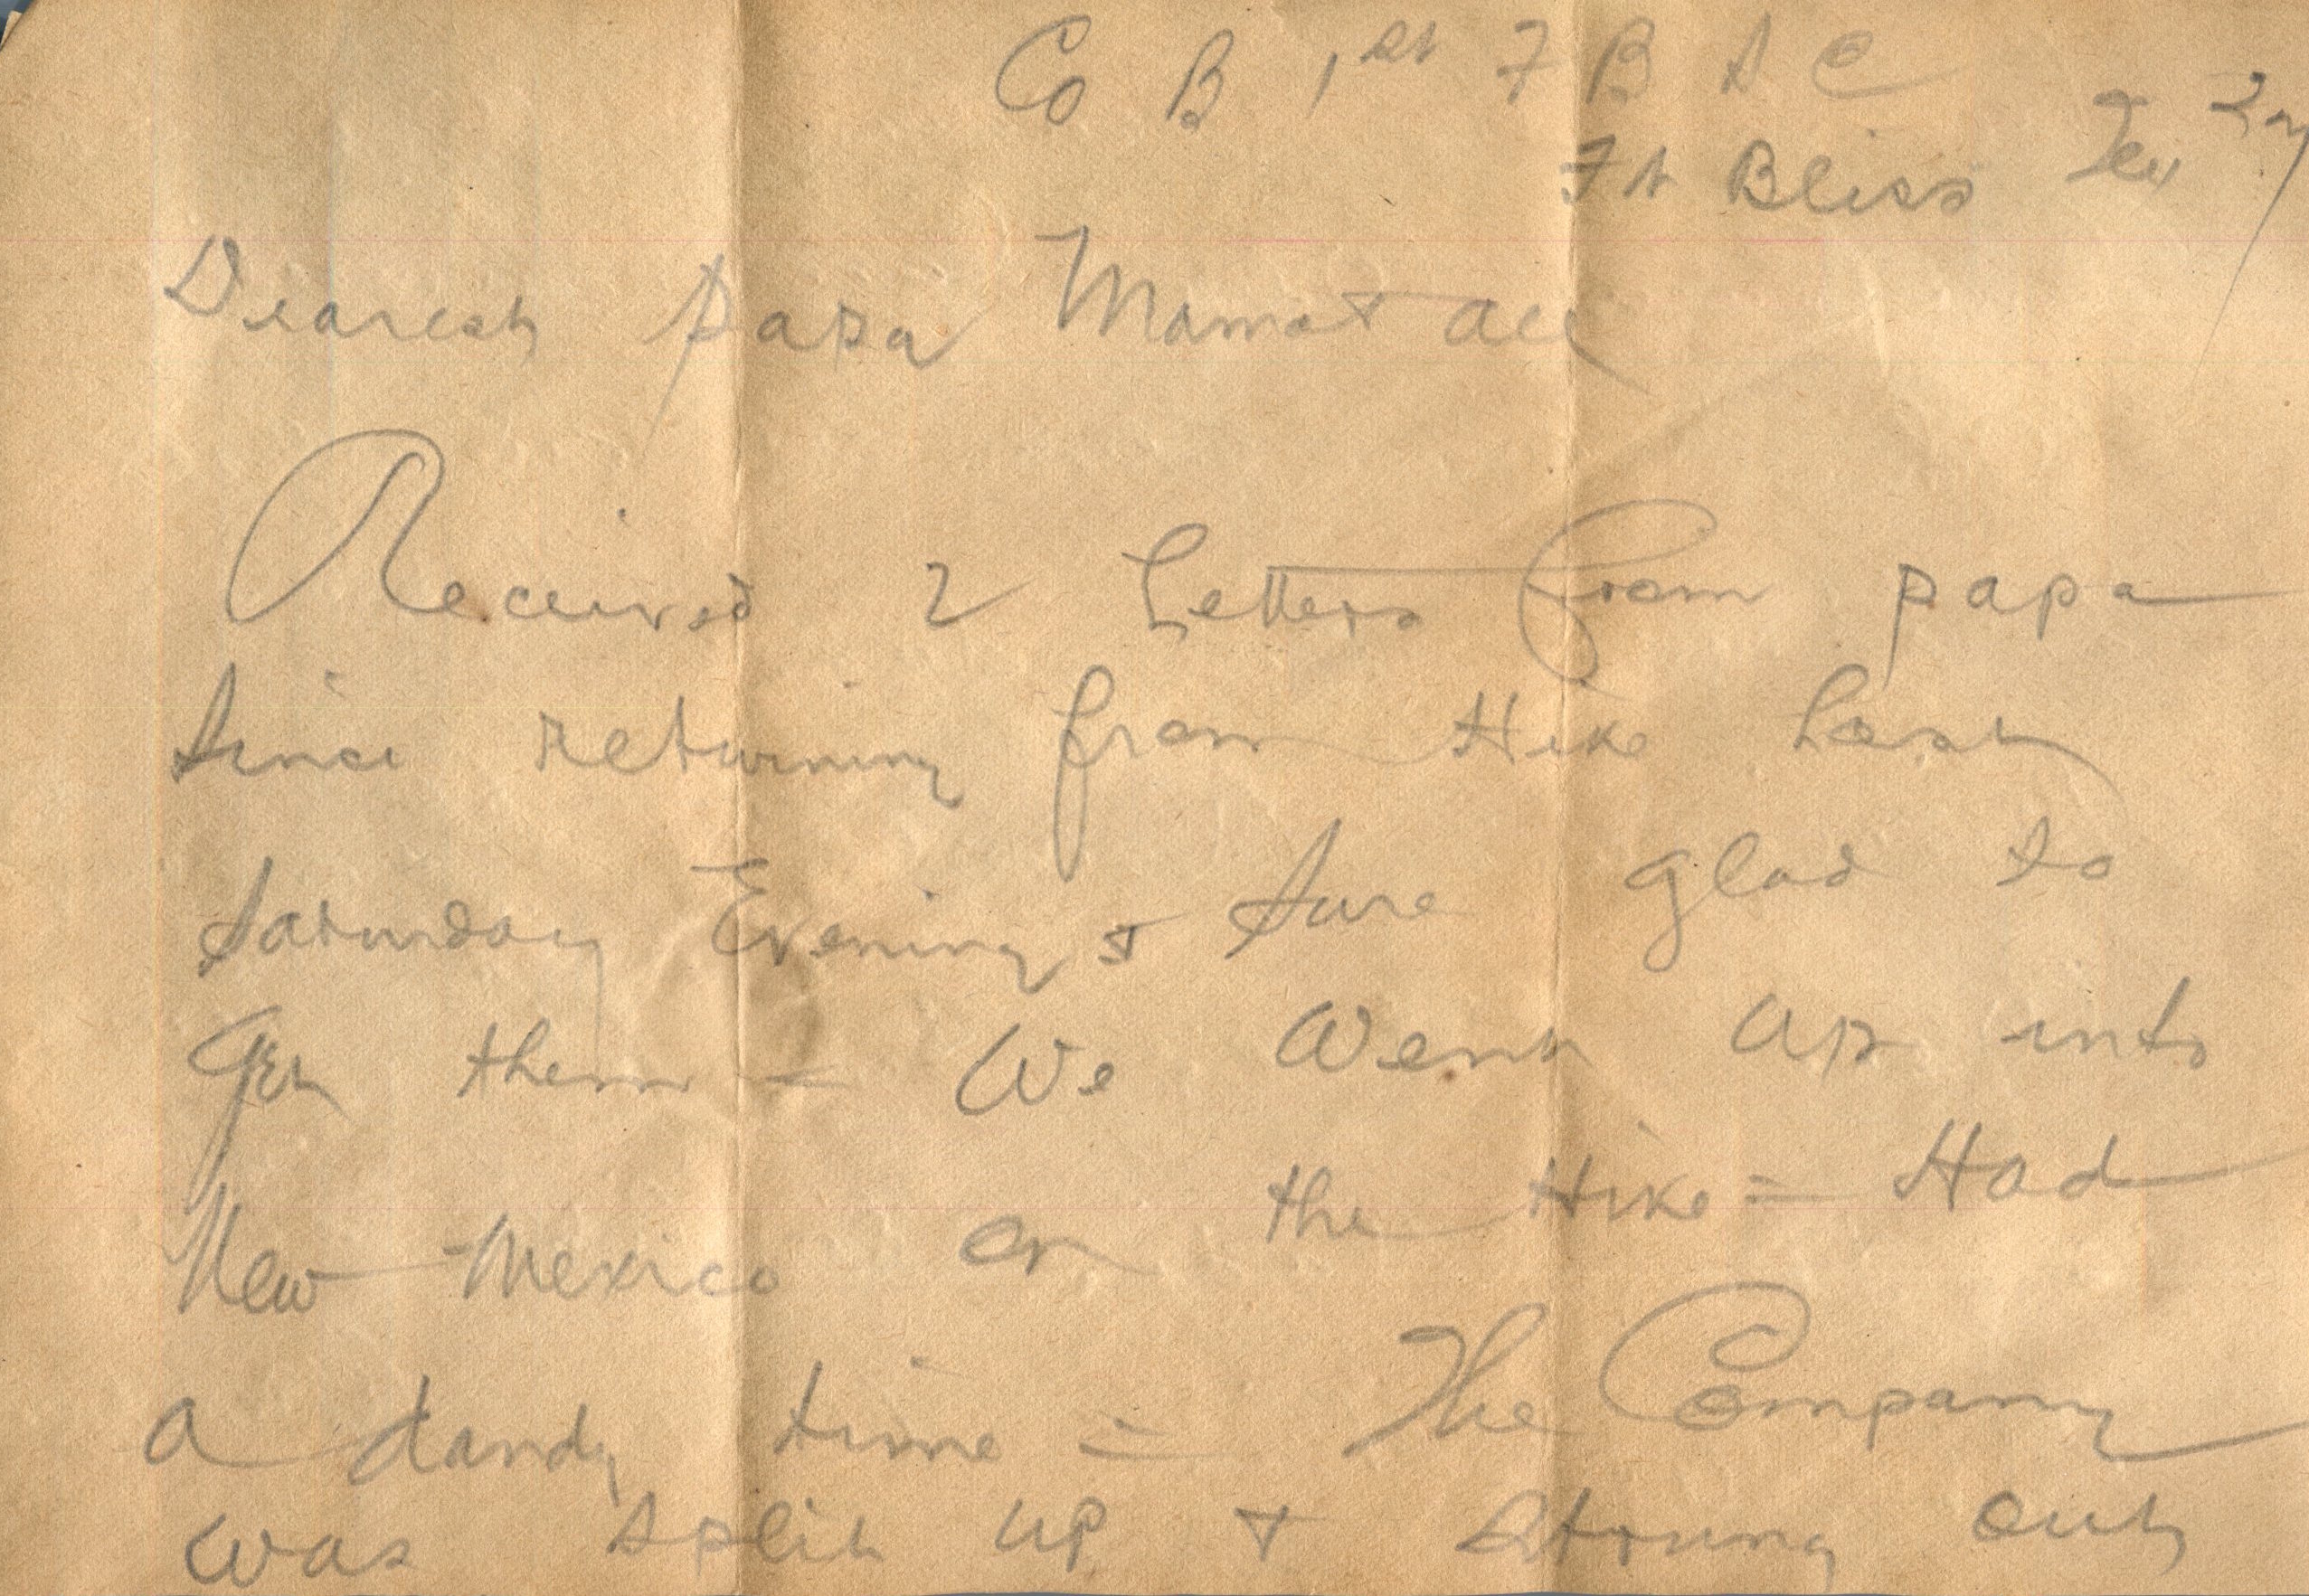 Co B 1st F B S C
Ft Bliss Tex
Dearest papa Mama + all
Received 2 Letters from papa
Since returning from Hike Last
Saturday Evening + Sure glad to
Get them = We Went up into
New Mexico on the Hike = Had
a dandy time = The Company
was split up + strung out